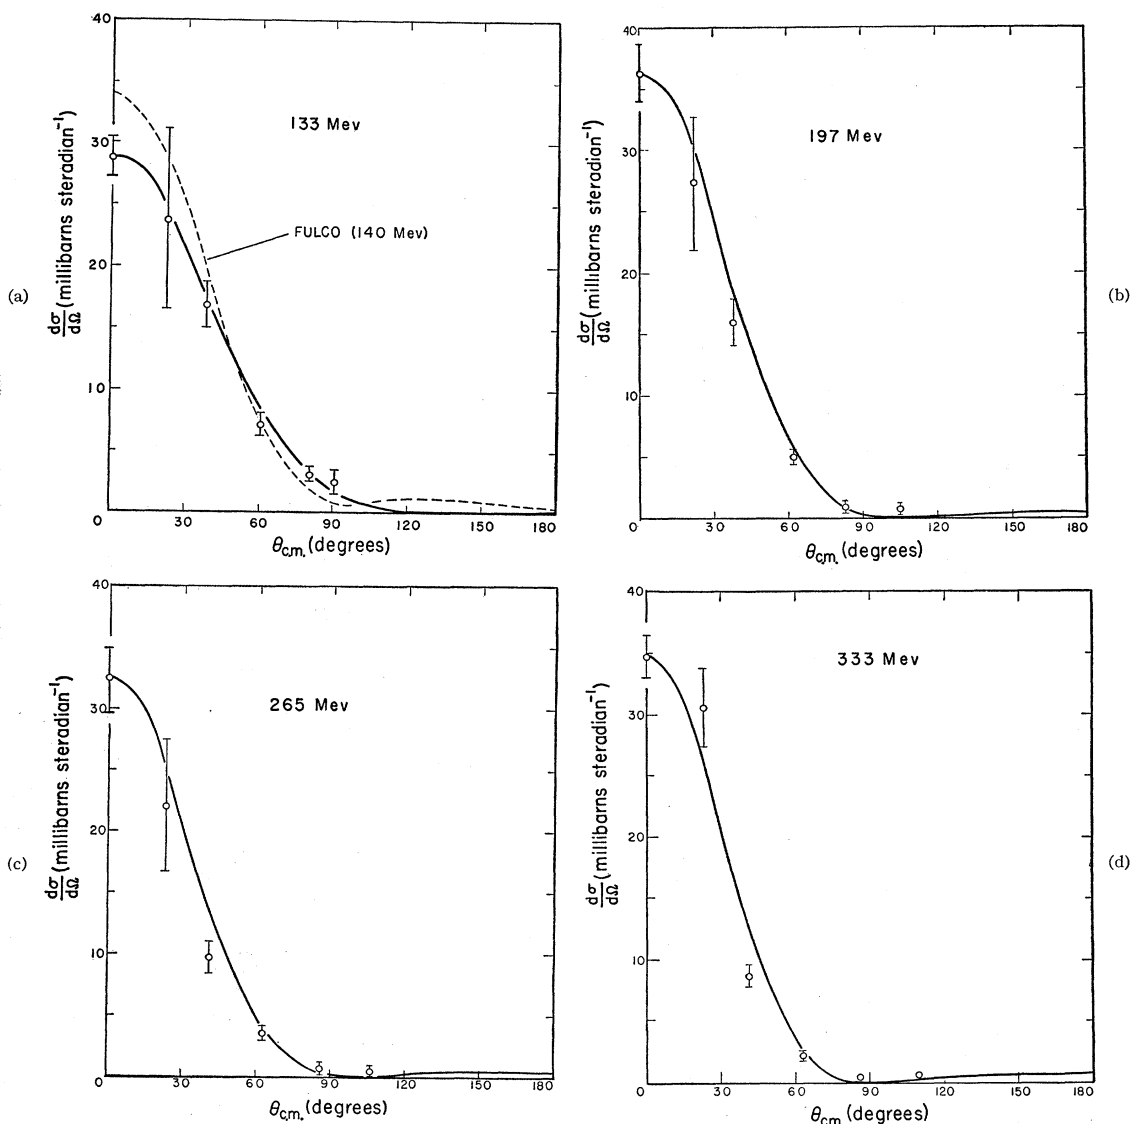 (a)
40
30
20
10
0
30
60
90
120
150
180
dσ/dΩ (millibarns steradian⁻¹)
133 Mev
FULCO (140 Mev)
θc.m. (degrees)
(b)
40
30
20
10
0
30
60
90
120
150
180
dσ/dΩ (millibarns steradian⁻¹)
197 Mev
θc.m. (degrees)
(c)
40
30
20
10
0
30
60
90
120
150
180
dσ/dΩ (millibarns steradian⁻¹)
265 Mev
θc.m. (degrees)
(d)
40
30
20
10
0
30
60
90
120
150
180
dσ/dΩ (millibarns steradian⁻¹)
333 Mev
θcm (degrees)